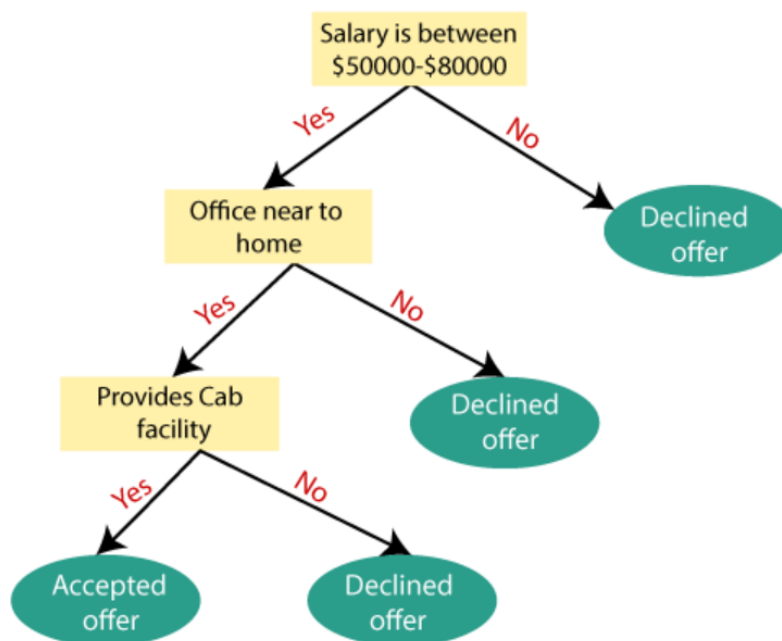 Salary is between
$50000-$80000
Yes
No
Office near to
home
Declined
offer
Yes
No
Provides Cab
facility
Declined
offer
Yes
No
Accepted
offer
Declined
offer